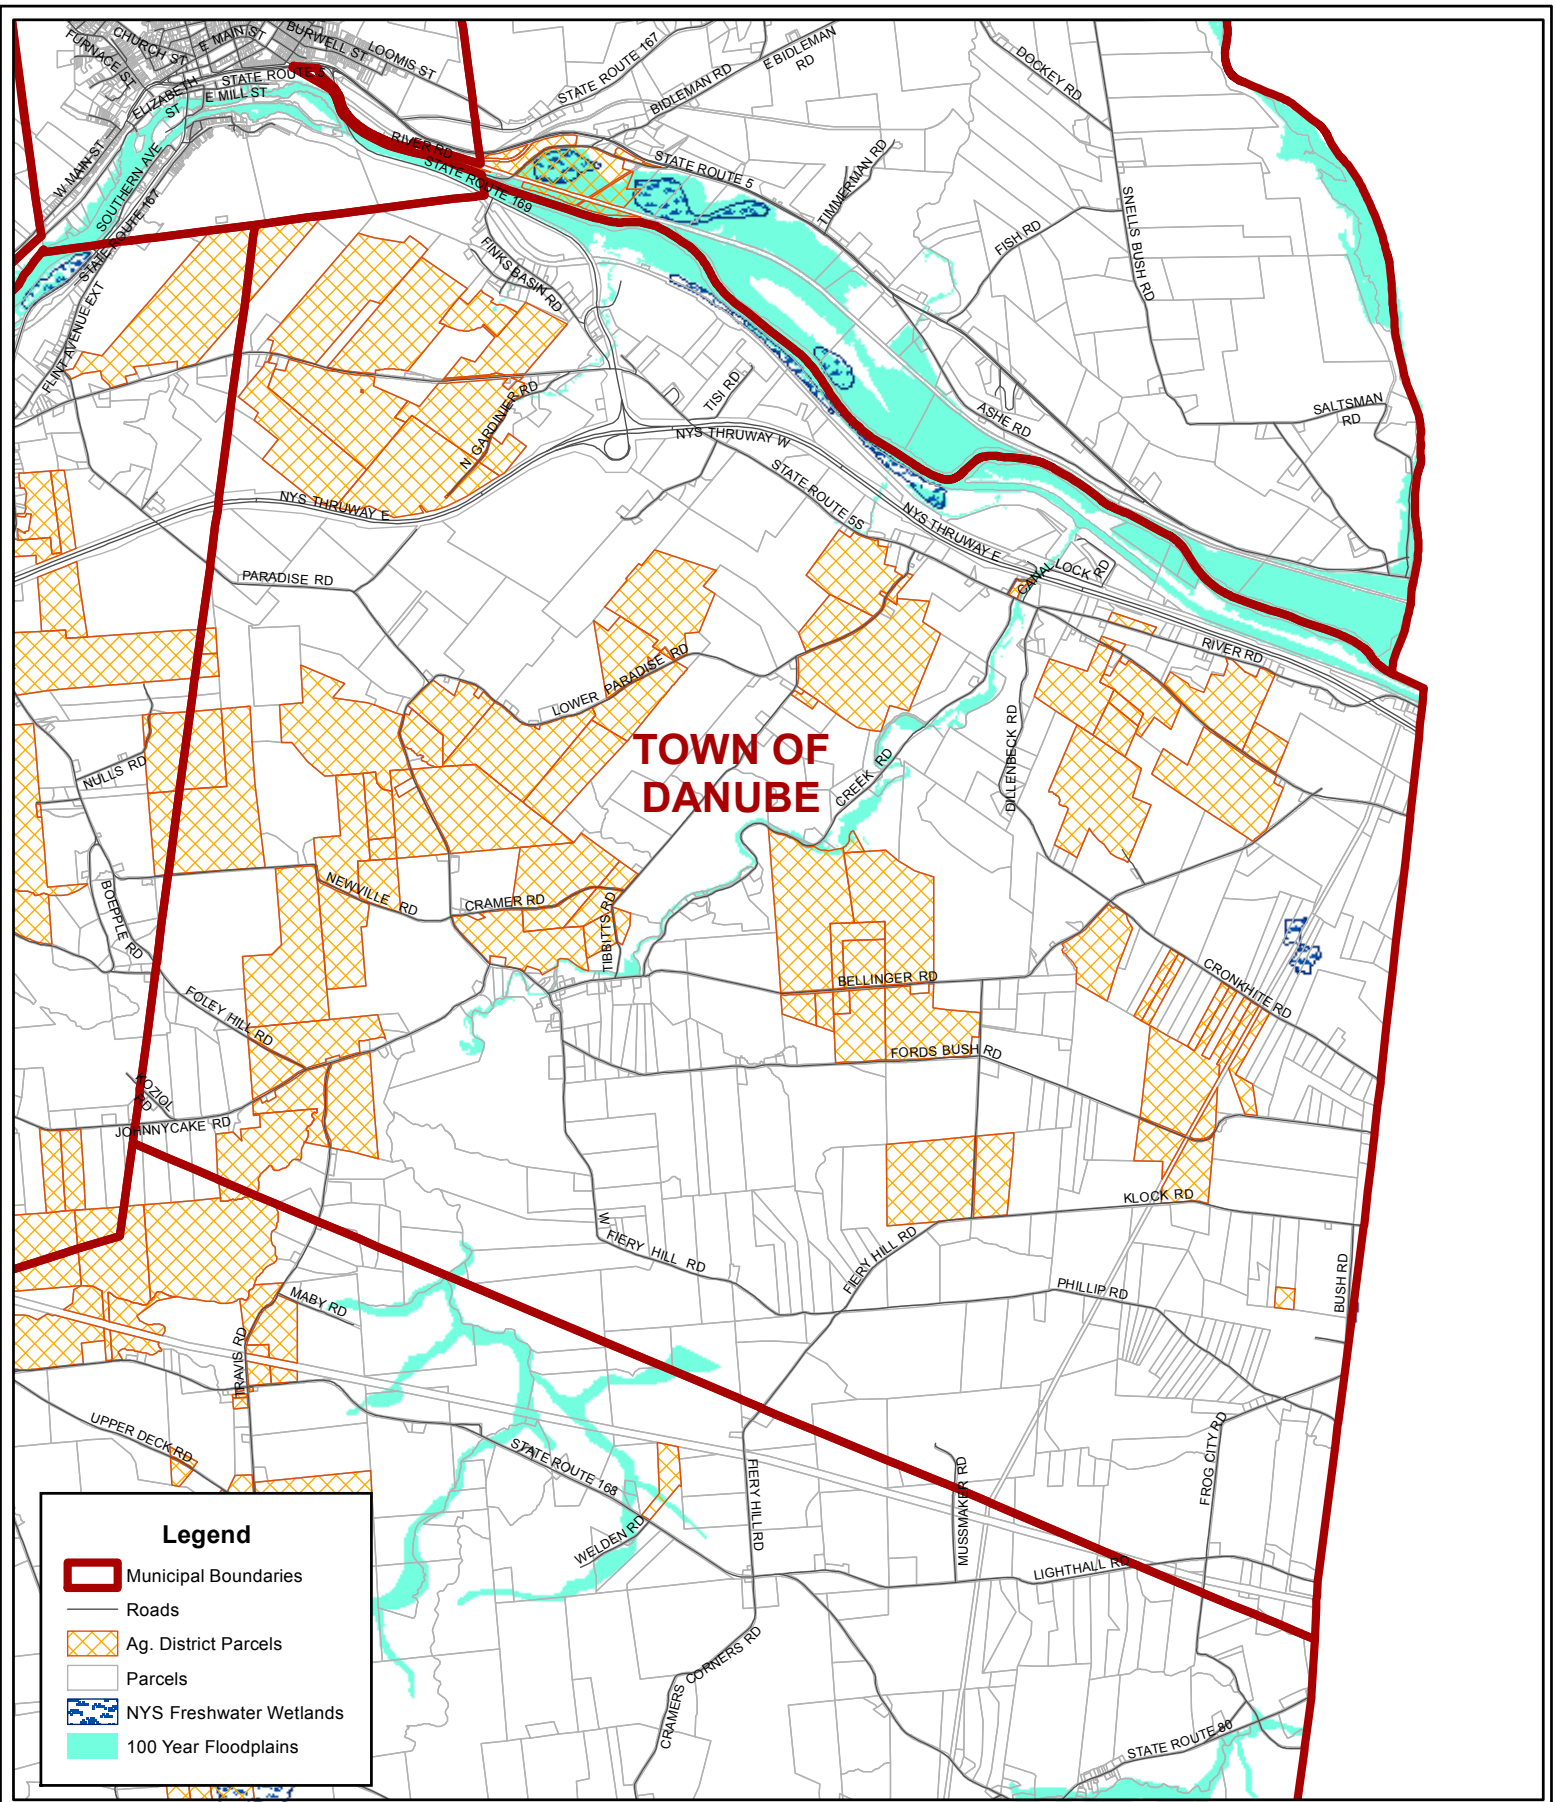 CHURCH ST
E MAIN ST
BURWELL ST
LOOMIS ST
FURNACE ST
STATE ROUTE 5
ELIZABETH
ST
E MILL ST
W MAIN ST
SOUTHERN AVE
STATE ROUTE 167
RIVER RD
STATE ROUTE 169
STATE ROUTE 167
BIDLEMAN RD
E BIDLEMAN
RD
DOCKEY RD
STATE ROUTE 5
TIMMERMAN RD
SNELLS BUSH RD
FISH RD
FINKS BASIN RD
FLINT AVENUE EXT
N GARDINIER RD
TISI RD
NYS THRUWAY W
ASHE RD
SALTSMAN
RD
STATE ROUTE 5S
NYS THRUWAY E
NYS THRUWAY E
CANAL LOCK RD
PARADISE RD
RIVER RD
LOWER PARADISE RD
TOWN OF
DANUBE
NULLS RD
CREEK RD
DILLENBECK RD
BOEPPLE RD
NEWVILLE RD
CRAMER RD
TIBBITTS RD
BELLINGER RD
CRONKHITE RD
FOLEY HILL RD
FORDS BUSH RD
KOZIOL
RD
JOHNNYCAKE RD
KLOCK RD
W FIERY HILL RD
FIERY HILL RD
BUSH RD
PHILLIP RD
MABY RD
TRAVIS RD
UPPER DECK RD
STATE ROUTE 168
FIERY HILL RD
MUSSMAKER RD
FROG CITY RD
WELDEN RD
LIGHTHALL RD
CRAMERS CORNERS RD
STATE ROUTE 80
Legend
Municipal Boundaries
Roads
Ag. District Parcels
Parcels
NYS Freshwater Wetlands
100 Year Floodplains